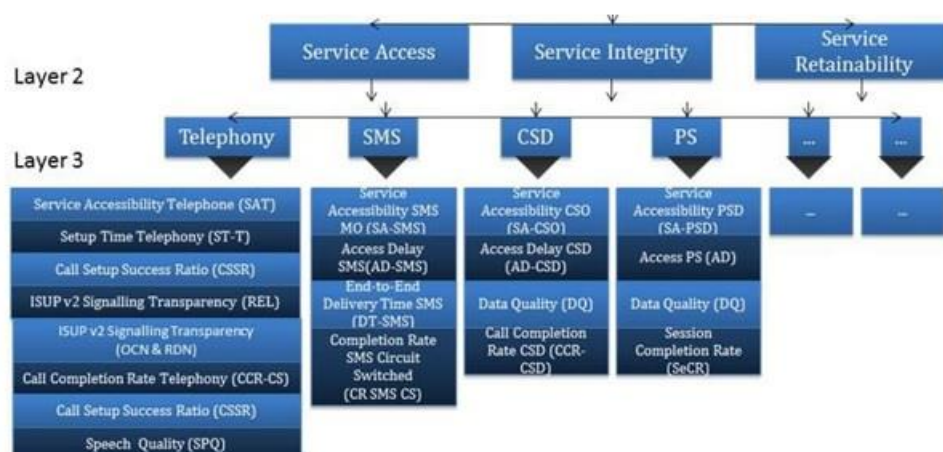 Service Access
Service Integrity
Service
Retainability
Layer 2
Telephony
SMS
CSD
PS
...
...
Layer 3
Service Accessibility Telephone (SAT)
Setup Time Telephony (ST-T)
Call Setup Success Ratio (CSSR)
ISUP v2 Signalling Transparency (REL)
ISUP v2 Signalling Transparency
(OCN & RDN)
Call Completion Rate Telephony (CCR-CS)
Call Setup Success Ratio (CSSR)
Speech Quality (SPQ)
Service
Accessibility SMS
MO (SA-SMS)
Access Delay
SMS(AD-SMS)
End-to-End
Delivery Time SMS
(DT-SMS)
Completion Rate
SMS Circuit
Switched
(CR SMS CS)
Service
Accessibility CSO
(SA-CSO)
Access Delay CSD
(AD-CSD)
Data Quality (DQ)
Call Completion
Rate CSD (CCR-
CSD)
Service
Accessibility PSD
(SA-PSD)
Access PS (AD)
Data Quality (DQ)
Session
Completion Rate
(SeCR)
...
...